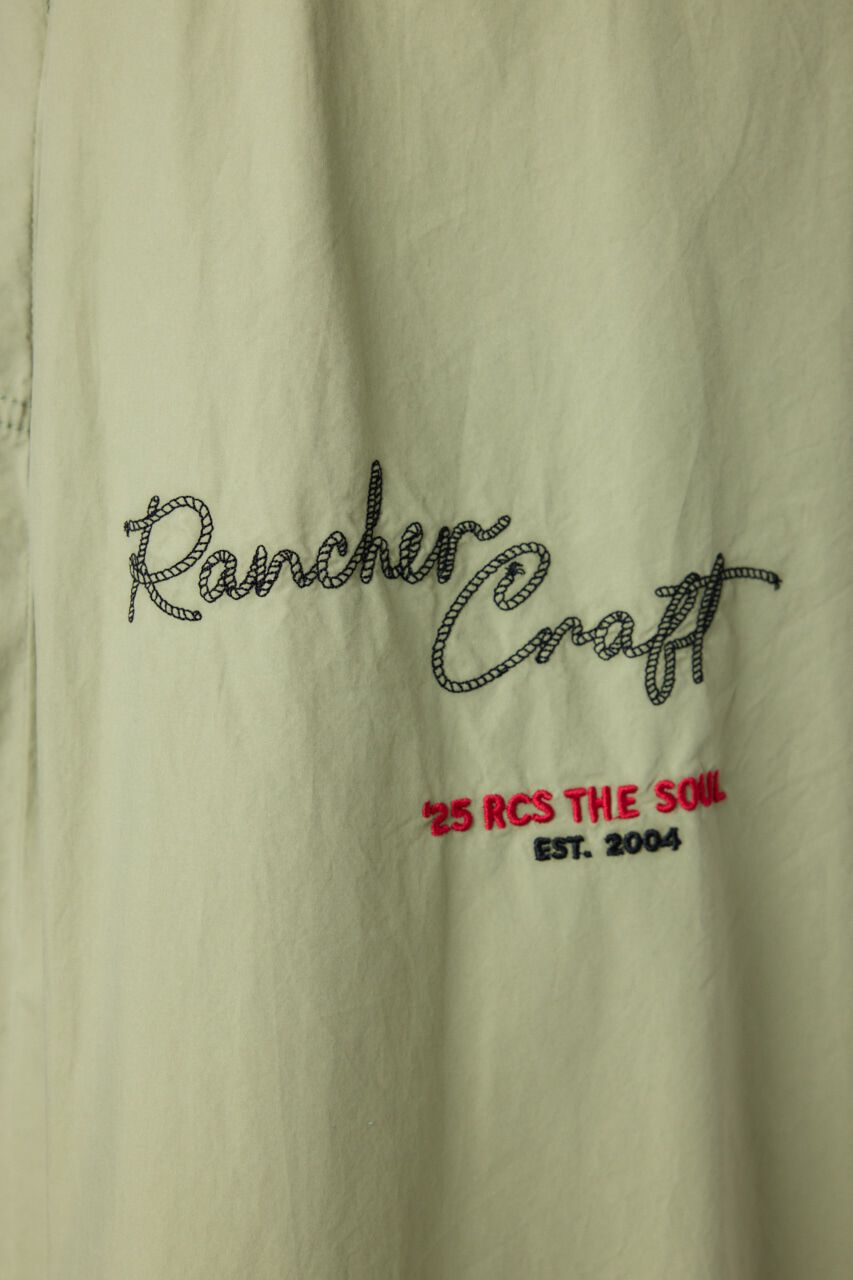 Rancher
Craft
'25 RCS THE SOUL
EST. 2004